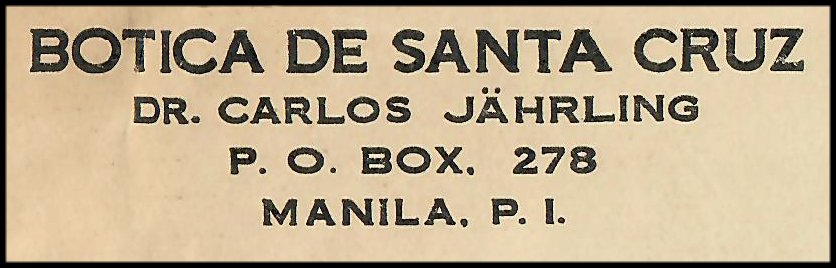 BOTICA DE SANTA CRUZ
DR. CARLOS JÄHRLING
P. O. BOX. 278
MANILA, P. I.